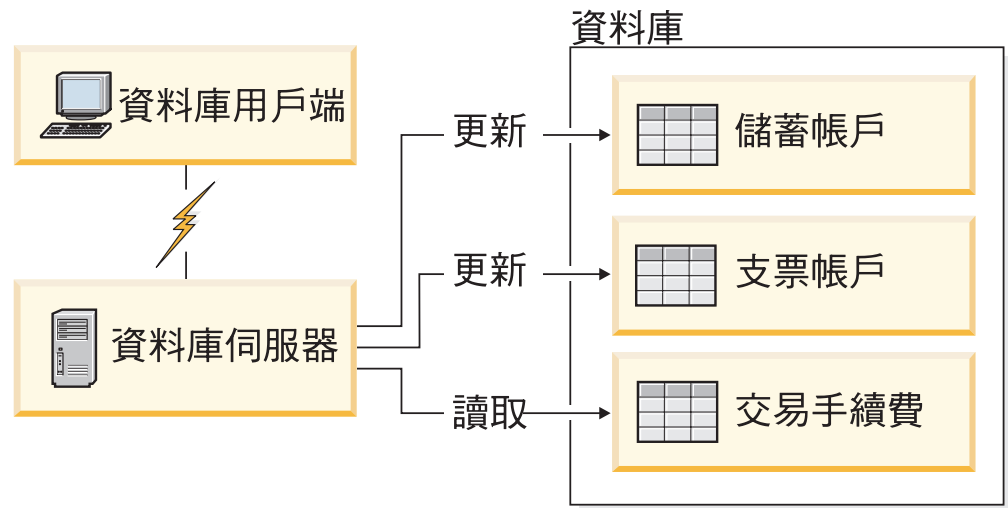 資料庫
資料庫用戶端
更新
儲蓄帳戶
更新
支票帳戶
資料庫伺服器
讀取
交易手續費